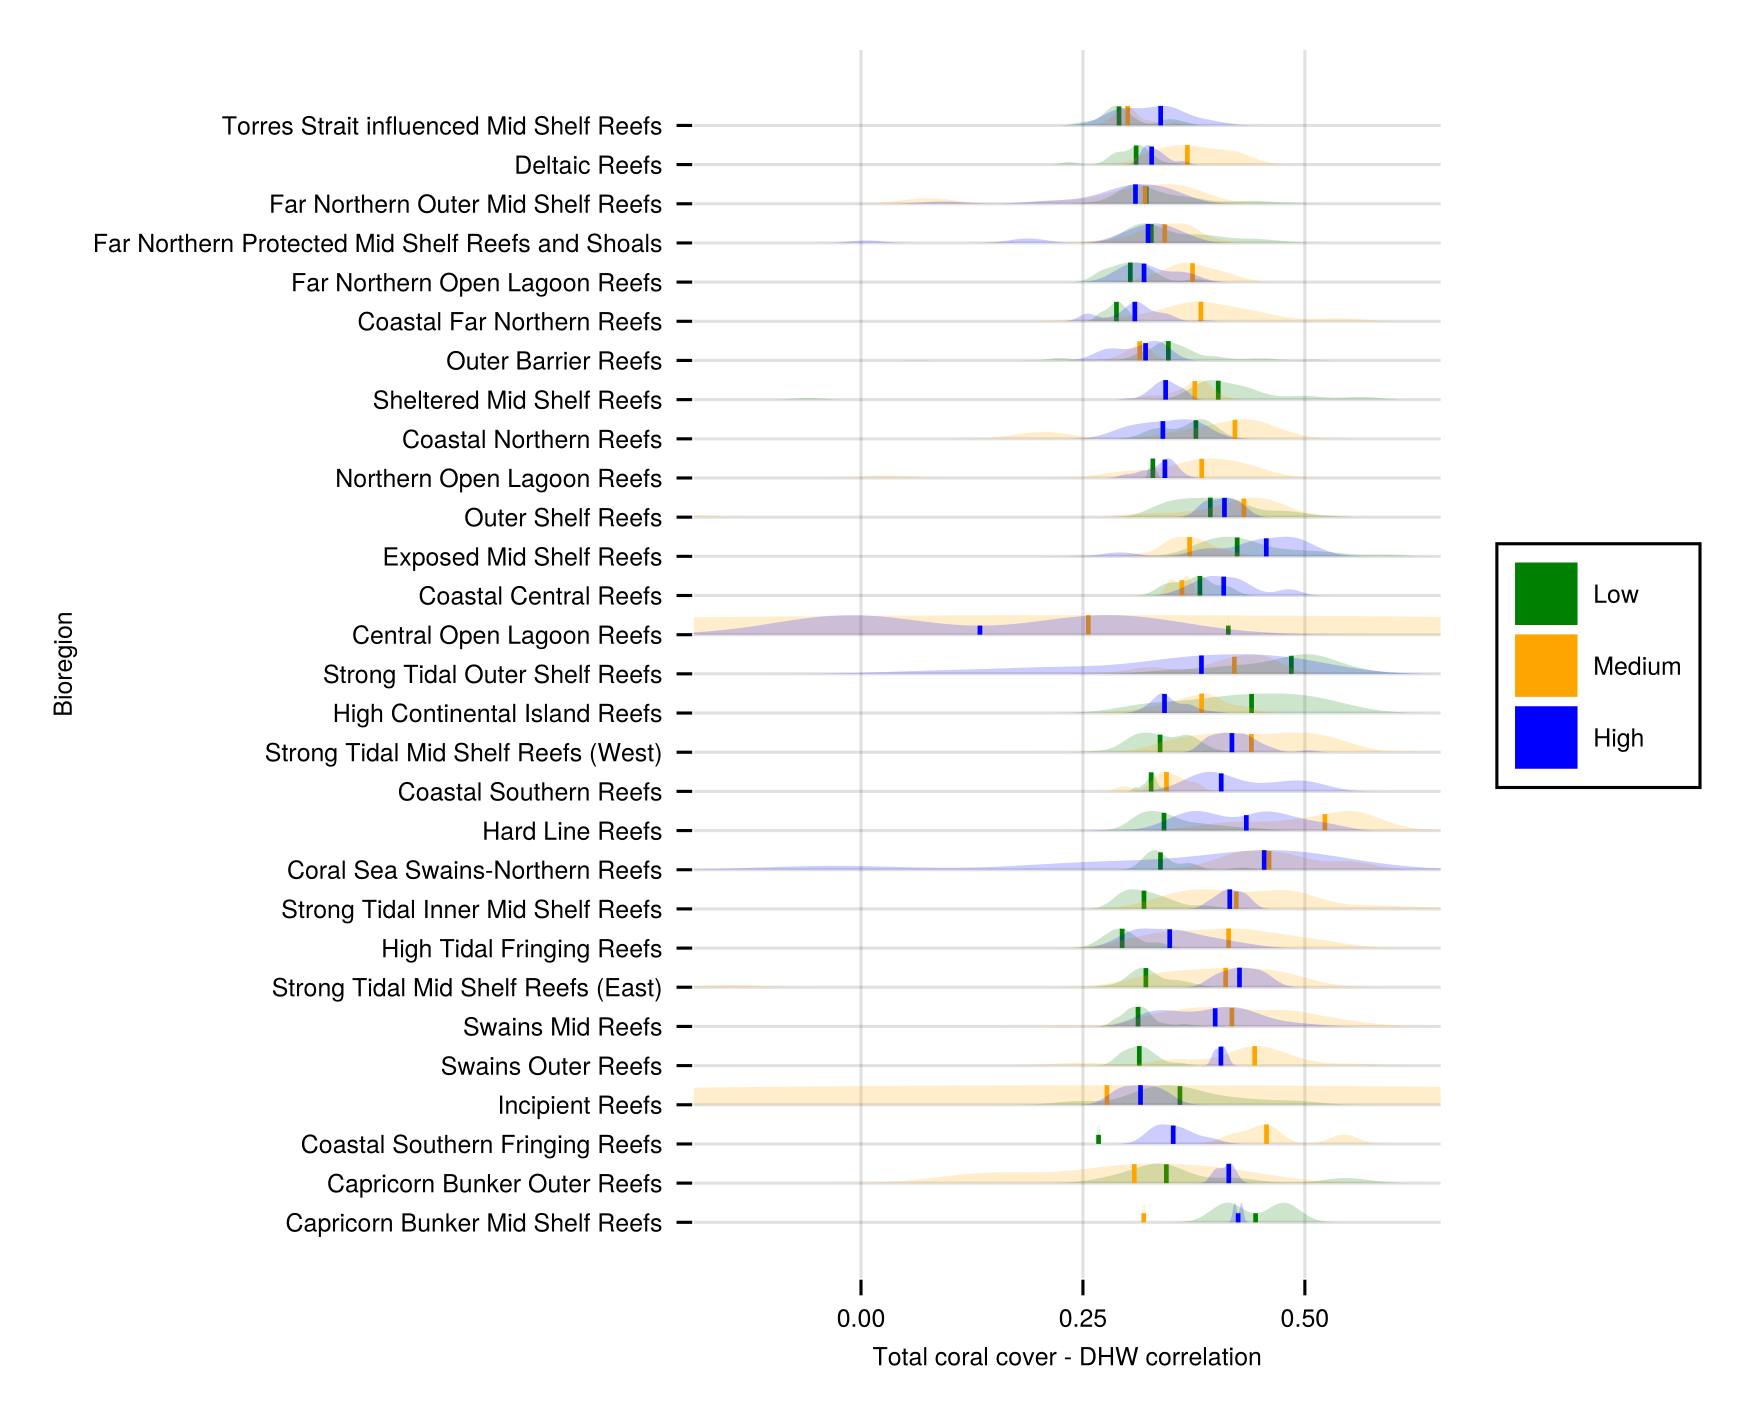 Torres Strait influenced Mid Shelf Reefs
Deltaic Reefs
Far Northern Outer Mid Shelf Reefs
Far Northern Protected Mid Shelf Reefs and Shoals
Far Northern Open Lagoon Reefs
Coastal Far Northern Reefs
Outer Barrier Reefs
Sheltered Mid Shelf Reefs
Coastal Northern Reefs
Northern Open Lagoon Reefs
Outer Shelf Reefs
Exposed Mid Shelf Reefs
Coastal Central Reefs
Central Open Lagoon Reefs
Strong Tidal Outer Shelf Reefs
High Continental Island Reefs
Strong Tidal Mid Shelf Reefs (West)
Coastal Southern Reefs
Hard Line Reefs
Coral Sea Swains-Northern Reefs
Strong Tidal Inner Mid Shelf Reefs
High Tidal Fringing Reefs
Strong Tidal Mid Shelf Reefs (East)
Swains Mid Reefs
Swains Outer Reefs
Incipient Reefs
Coastal Southern Fringing Reefs
Capricorn Bunker Outer Reefs
Capricorn Bunker Mid Shelf Reefs
Bioregion
0.00 0.25 0.50
Total coral cover - DHW correlation
Low
Medium
High